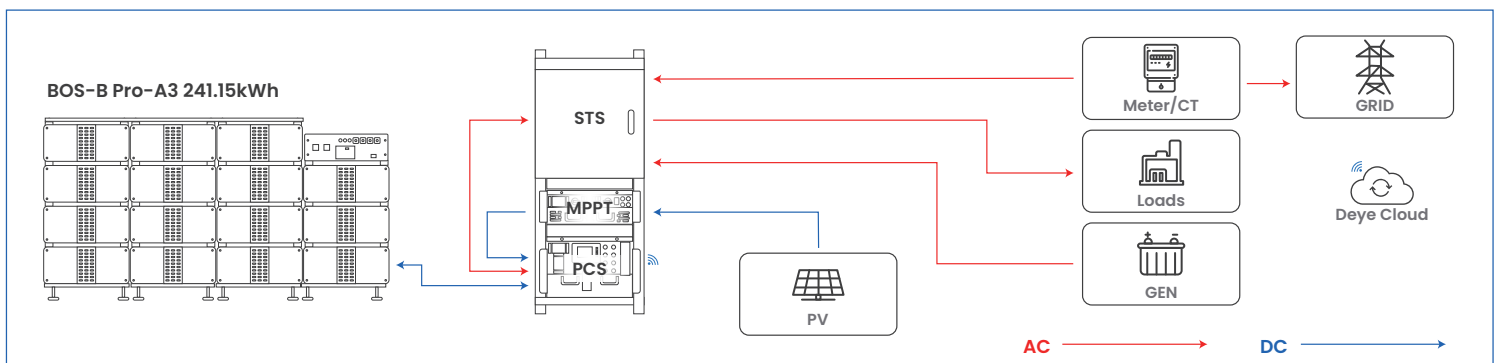 BOS-B Pro-A3 241.15kWh
STS
MPPT
PCS
PV
Meter/CT
GRID
Loads
Deye Cloud
GEN
AC
DC